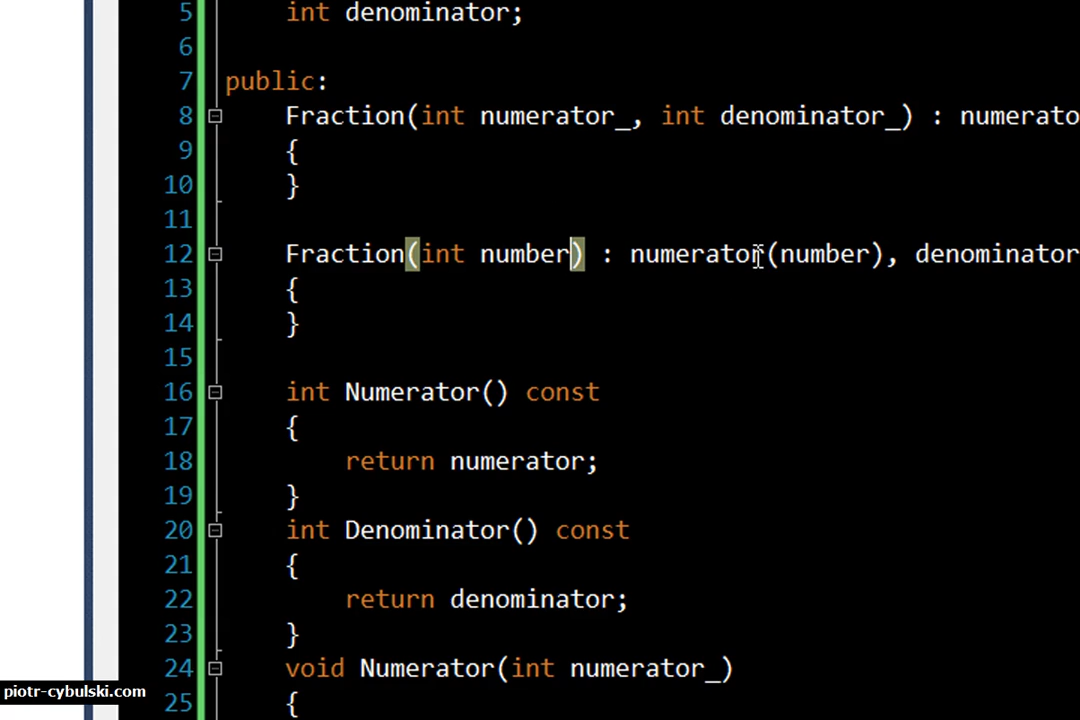 5 int denominator;
6
7 public:
8 Fraction(int numerator_, int denominator_) : numerato
9 {
10 }
11
12 Fraction(int number) : numerator(number), denominator
13 {
14 }
15
16 int Numerator() const
17 {
18 return numerator;
19 }
20 int Denominator() const
21 {
22 return denominator;
23 }
24 void Numerator(int numerator_)
25 {
piotr-cybulski.com